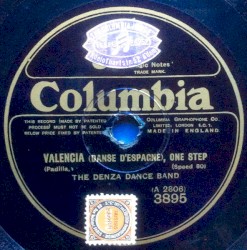 Magic Notes'
TRADE MARK.
Columbia
THIS RECORD (MADE BY PATENTED
PROCESS) MUST NOT BE SOLD
BELOW PRICE FIXED BY PATENTEES
COLUMBIA GRAPHOPHONE CO.
LIMITED, LONDON, E.C.1.
MADE IN ENGLAND.
VALENCIA (DANSE D'ESPAGNE), ONE STEP
(Padilla,
(Speed 80)
THE DENZA DANCE BAND
(A 2808)
3895